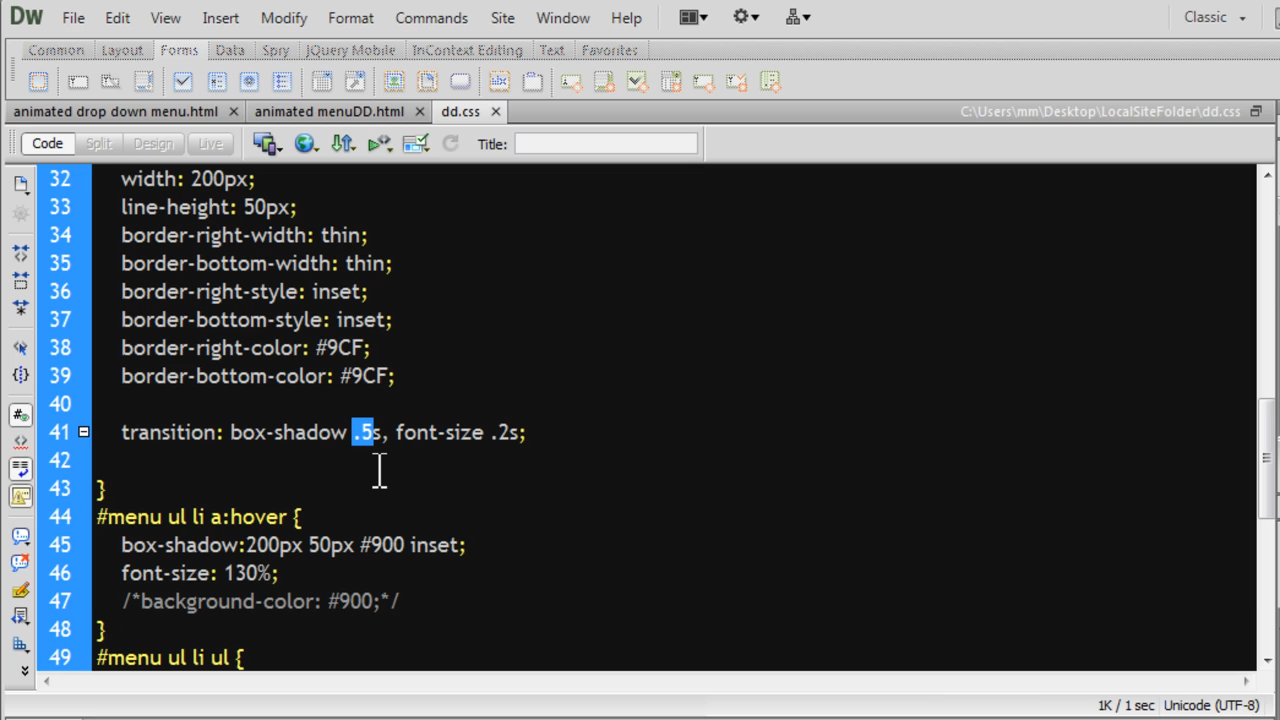 Dw File Edit View Insert Modify Format Commands Site Window Help Classic
Common Layout Forms Data Spry jQuery Mobile InContext Editing Text Favorites
animated drop down menu.html animated menuDD.html dd.css C:\Users\mm\Desktop\LocalSiteFolder\dd.css
Code Split Design Live Title:
32 width: 200px;
33 line-height: 50px;
34 border-right-width: thin;
35 border-bottom-width: thin;
36 border-right-style: inset;
37 border-bottom-style: inset;
38 border-right-color: #9CF;
39 border-bottom-color: #9CF;
40
41 transition: box-shadow .5s, font-size .2s;
42
43 }
44 #menu ul li a:hover {
45 box-shadow:200px 50px #900 inset;
46 font-size: 130%;
47 /*background-color: #900;*/
48 }
49 #menu ul li ul {
1K / 1 sec Unicode (UTF-8)